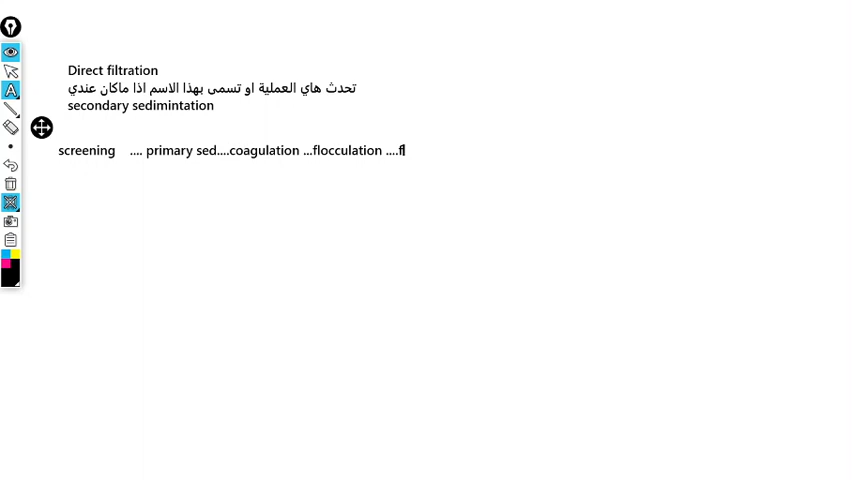 Direct filtration
تحدث هاي العملية او تسمى بهذا الاسم اذا ماكان عندي
secondary sedimintation
screening .... primary sed....coagulation ...flocculation ....f